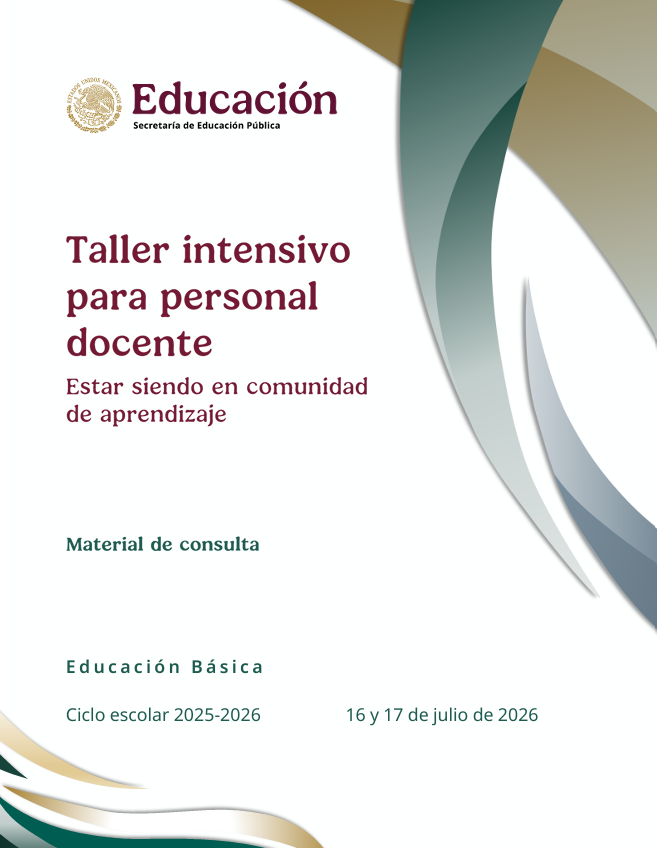 ESTADOS UNIDOS MEXICANOS
Educación
Secretaría de Educación Pública
Taller intensivo
para personal
docente
Estar siendo en comunidad
de aprendizaje
Material de consulta
Educación Básica
Ciclo escolar 2025-2026
16 y 17 de julio de 2026